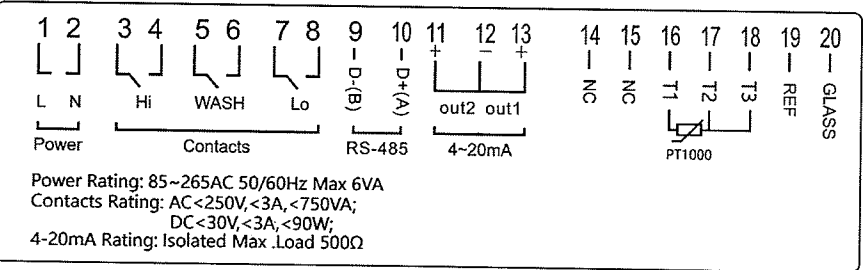 1 2 3 4 5 6 7 8 9 10 11 12 13 14 15 16 17 18 19 20
+ − +
L N Hi WASH Lo D-(B) D+(A) out2 out1 NC NC T1 T2 T3 REF GLASS
Power Contacts RS-485 4~20mA PT1000
Power Rating: 85~265AC 50/60Hz Max 6VA
Contacts Rating: AC<250V,<3A,<750VA;
DC<30V,<3A,<90W;
4-20mA Rating: Isolated Max .Load 500Ω